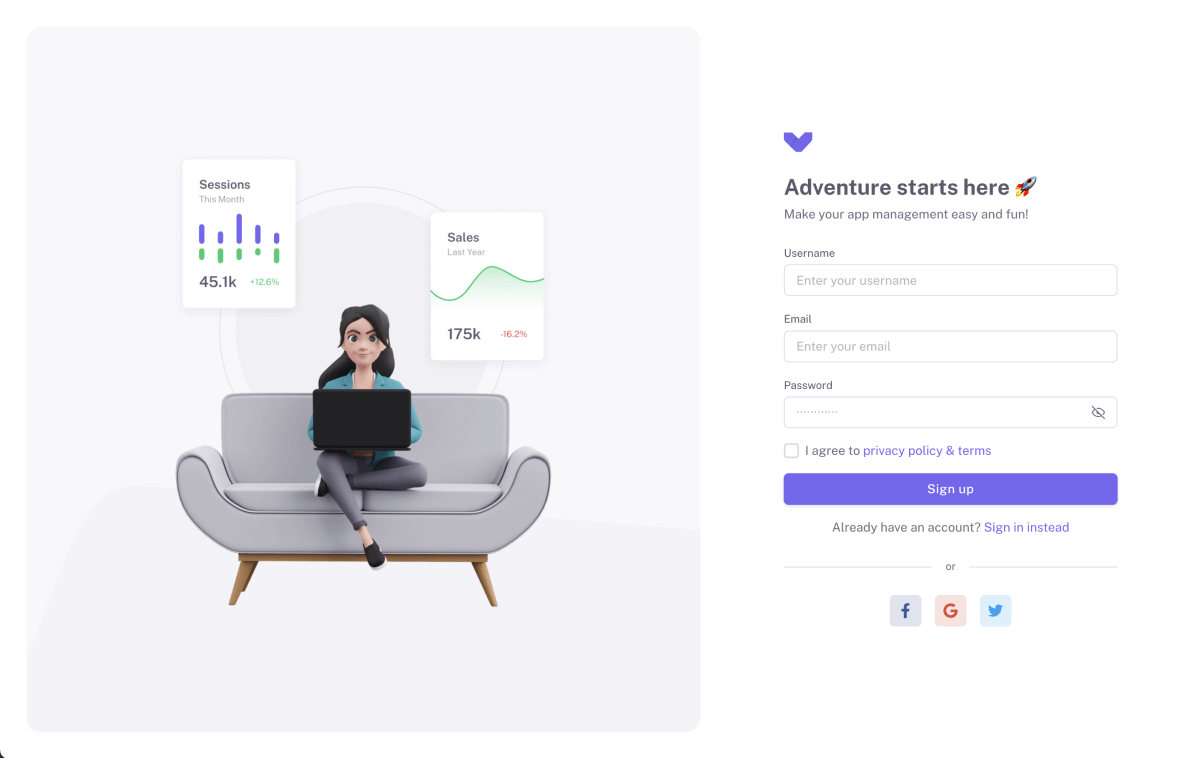 Sessions
This Month
45.1k +12.6%
Sales
Last Year
175k -16.2%
Adventure starts here 🚀
Make your app management easy and fun!
Username
Enter your username
Email
Enter your email
Password
············
I agree to privacy policy & terms
Sign up
Already have an account? Sign in instead
or